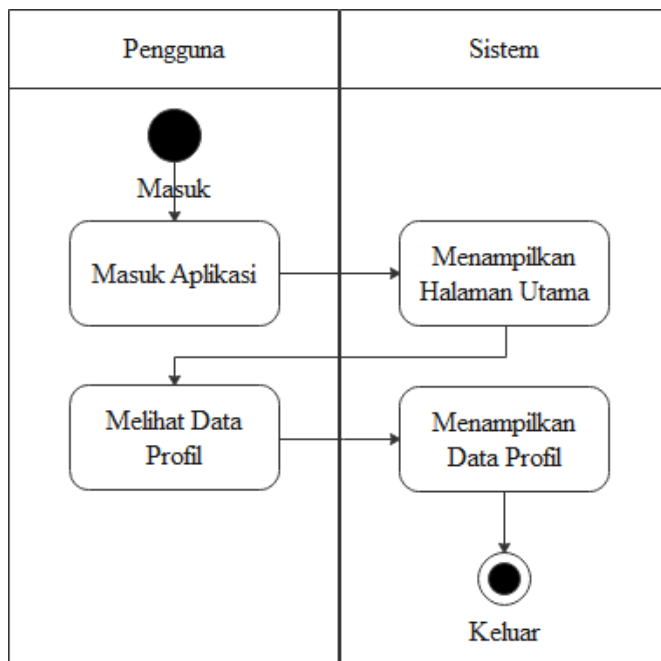 Pengguna
Sistem
Masuk
Masuk Aplikasi
Menampilkan
Halaman Utama
Melihat Data
Profil
Menampilkan
Data Profil
Keluar